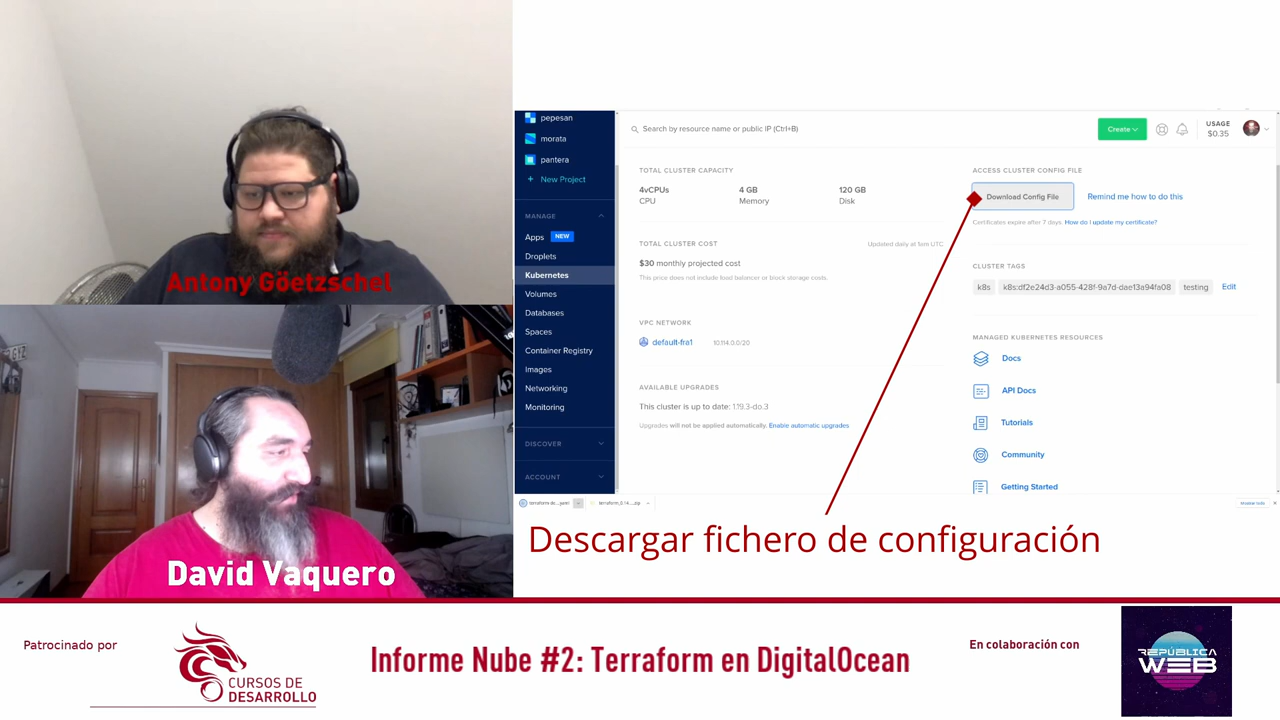 Antony Göetzschel
David Vaquero
pepesan
morata
pantera
+ New Project
MANAGE
Apps NEW
Droplets
Kubernetes
Volumes
Databases
Spaces
Container Registry
Images
Networking
Monitoring
DISCOVER
ACCOUNT
Search by resource name or public IP (Ctrl+B)
Create
USAGE
$0.35
TOTAL CLUSTER CAPACITY
4vCPUs
CPU
4 GB
Memory
120 GB
Disk
TOTAL CLUSTER COST
Updated daily at 1am UTC
$30 monthly projected cost
This price does not include load balancer or block storage costs.
VPC NETWORK
default-fra1
10.114.0.0/20
AVAILABLE UPGRADES
This cluster is up to date: 1.19.3-do.3
Upgrades will not be applied automatically. Enable automatic upgrades
ACCESS CLUSTER CONFIG FILE
Download Config File
Remind me how to do this
Certificates expire after 7 days. How do I update my certificate?
CLUSTER TAGS
k8s
k8s:df2e24d3-a055-428f-9a7d-dae13a94fa08
testing
Edit
MANAGED KUBERNETES RESOURCES
Docs
API Docs
Tutorials
Community
Getting Started
Descargar fichero de configuración
Patrocinado por
CURSOS DE
DESARROLLO
Informe Nube #2: Terraform en DigitalOcean
En colaboración con
REPÚBLICA
WEB